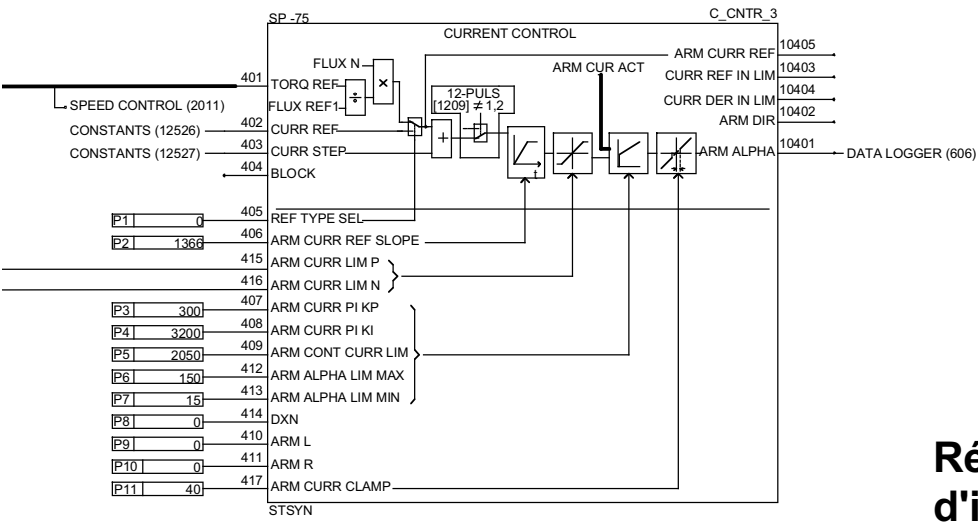 SP -75 C_CNTR_3
CURRENT CONTROL
ARM CURR REF 10405
FLUX N
ARM CUR ACT
CURR REF IN LIM 10403
401 TORQ REF
×
÷
12-PULS
[1209] ≠ 1,2
CURR DER IN LIM 10404
SPEED CONTROL (2011)
FLUX REF1
ARM DIR 10402
CONSTANTS (12526) 402 CURR REF
CONSTANTS (12527) 403 CURR STEP
+
t
ARM ALPHA 10401 DATA LOGGER (606)
404 BLOCK
P1 0 405 REF TYPE SEL
P2 1366 406 ARM CURR REF SLOPE
415 ARM CURR LIM P
416 ARM CURR LIM N
P3 300 407 ARM CURR PI KP
P4 3200 408 ARM CURR PI KI
P5 2050 409 ARM CONT CURR LIM
P6 150 412 ARM ALPHA LIM MAX
P7 15 413 ARM ALPHA LIM MIN
P8 0 414 DXN
P9 0 410 ARM L
P10 0 411 ARM R
P11 40 417 ARM CURR CLAMP
STSYN
Ré
d'i